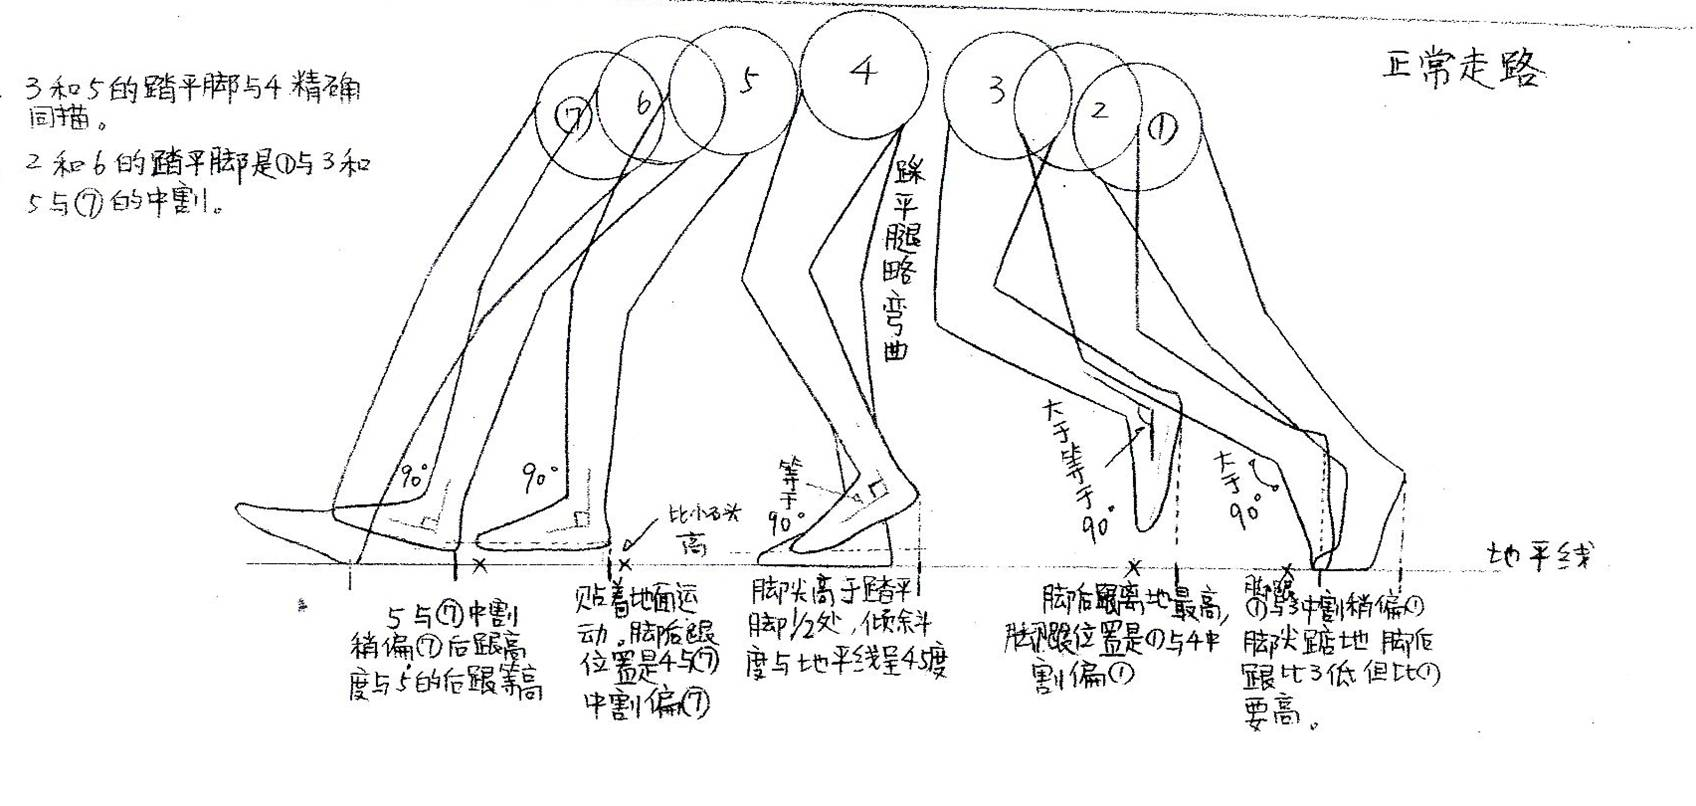 正常走路
3和5的踏平脚与4精确
同描。
2和6的踏平脚是①与3和
5与⑦的中割。
⑦
6
5
4
3
2
①
踩平腿略弯曲
90°
90°
等于
90°
大于等于
90°
大于
90°
比小石头
高
地平线
5与⑦中割
稍偏⑦后跟高
度与5的后跟等高
贴着地面运
动。脚后跟
位置是4与⑦
中割偏⑦
脚尖高于踏平
脚1/2处,倾斜
度与地平线呈45度
脚后跟离地最高,
脚跟位置是①与4中
割偏①
脚跟
①与3中割稍偏①
脚尖踮地 脚后
跟比3低但比①
要高。